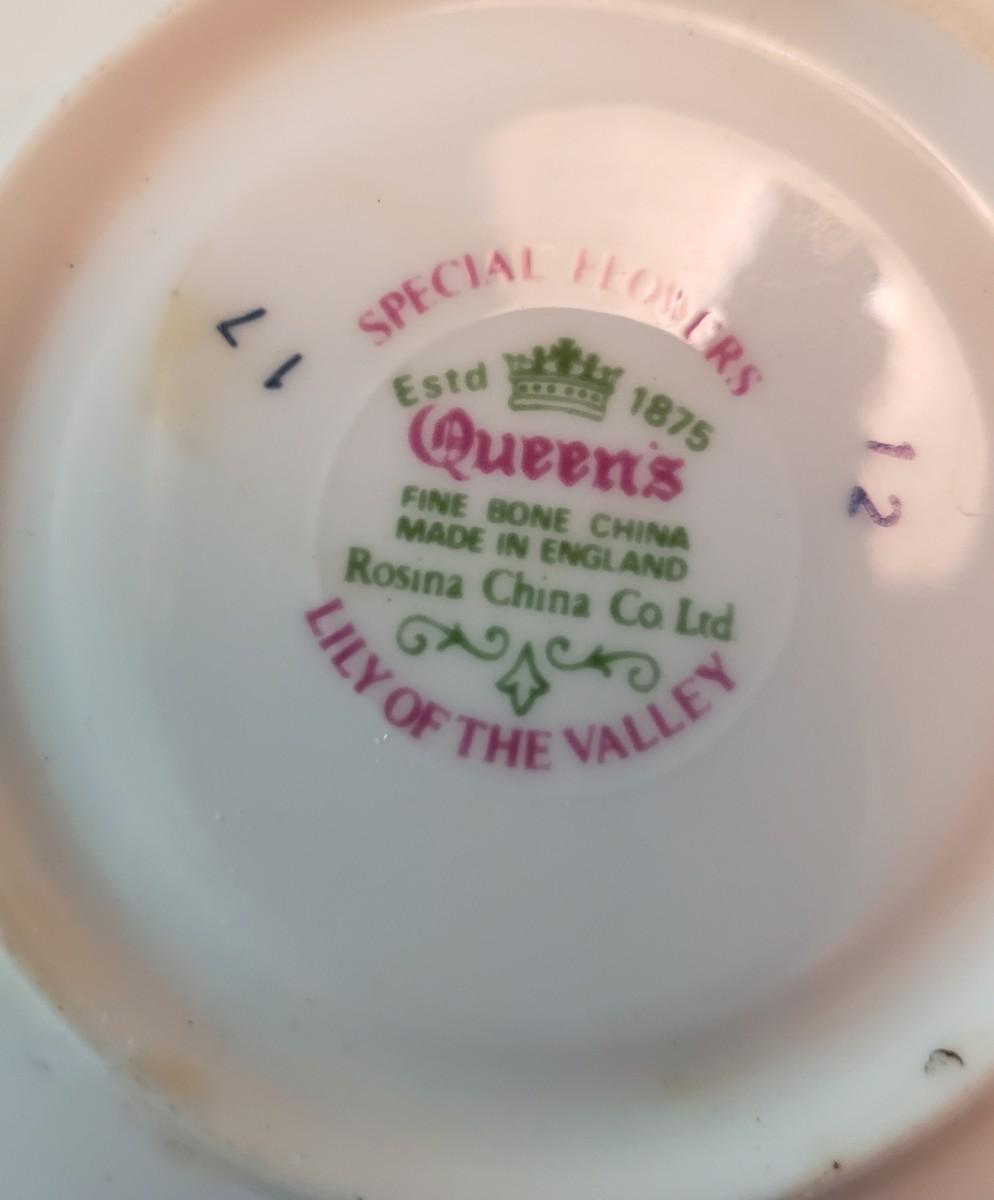 SPECIAL FLOWERS
Estd 1875
Queen's
FINE BONE CHINA
MADE IN ENGLAND
Rosina China Co. Ltd.
LILY OF THE VALLEY
17
12